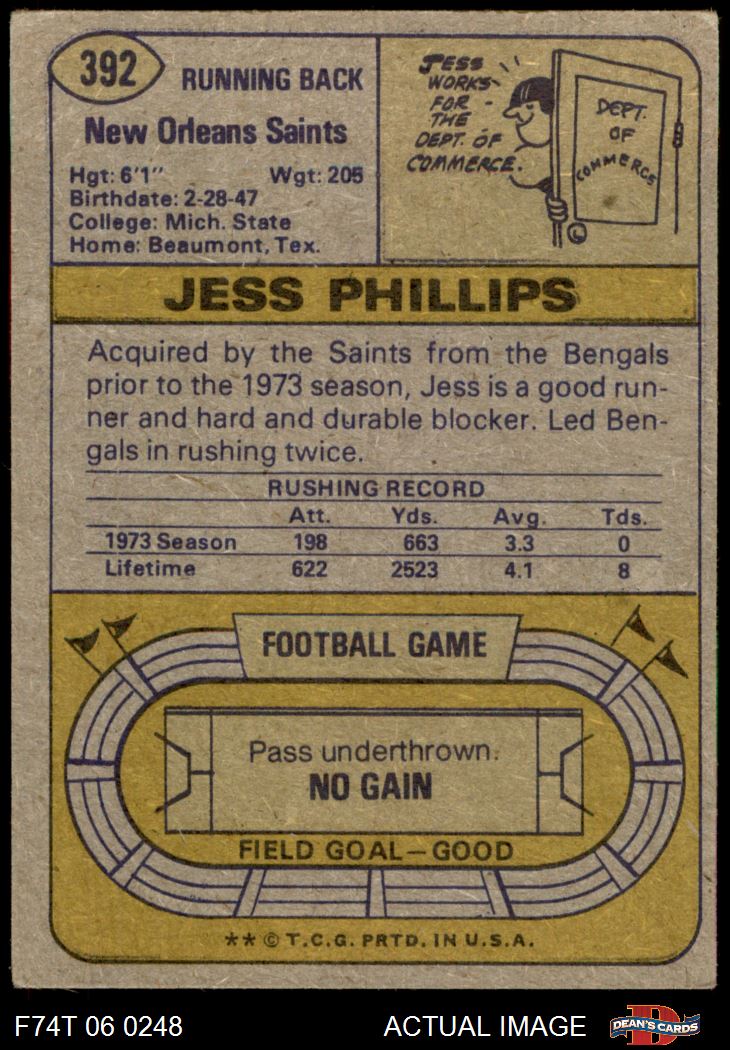 392
RUNNING BACK
New Orleans Saints
Hgt: 6'1" Wgt: 205
Birthdate: 2-28-47
College: Mich. State
Home: Beaumont, Tex.
JESS
WORKS
FOR
THE
DEPT. OF
COMMERCE.
DEPT.
OF
COMMERCE
JESS PHILLIPS
Acquired by the Saints from the Bengals
prior to the 1973 season, Jess is a good run-
ner and hard and durable blocker. Led Ben-
gals in rushing twice.
RUSHING RECORD
Att. Yds. Avg. Tds.
1973 Season 198 663 3.3 0
Lifetime 622 2523 4.1 8
FOOTBALL GAME
Pass underthrown.
NO GAIN
FIELD GOAL—GOOD
** © T.C.G. PRTD. IN U.S.A.
F74T 06 0248 ACTUAL IMAGE DEAN'S CARDS